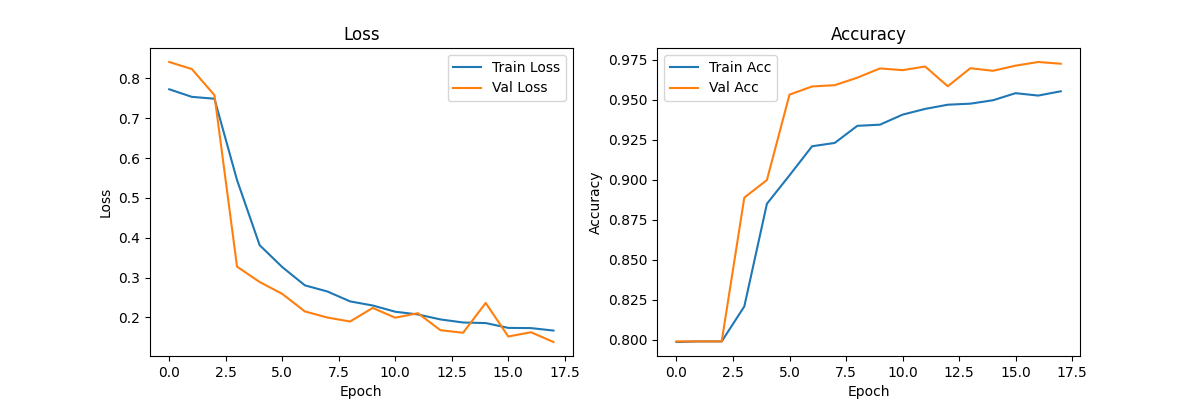 Loss
Train Loss
Val Loss
0.8
0.7
0.6
0.5
0.4
0.3
0.2
Loss
0.0 2.5 5.0 7.5 10.0 12.5 15.0 17.5
Epoch
Accuracy
Train Acc
Val Acc
0.975
0.950
0.925
0.900
0.875
0.850
0.825
0.800
Accuracy
0.0 2.5 5.0 7.5 10.0 12.5 15.0 17.5
Epoch